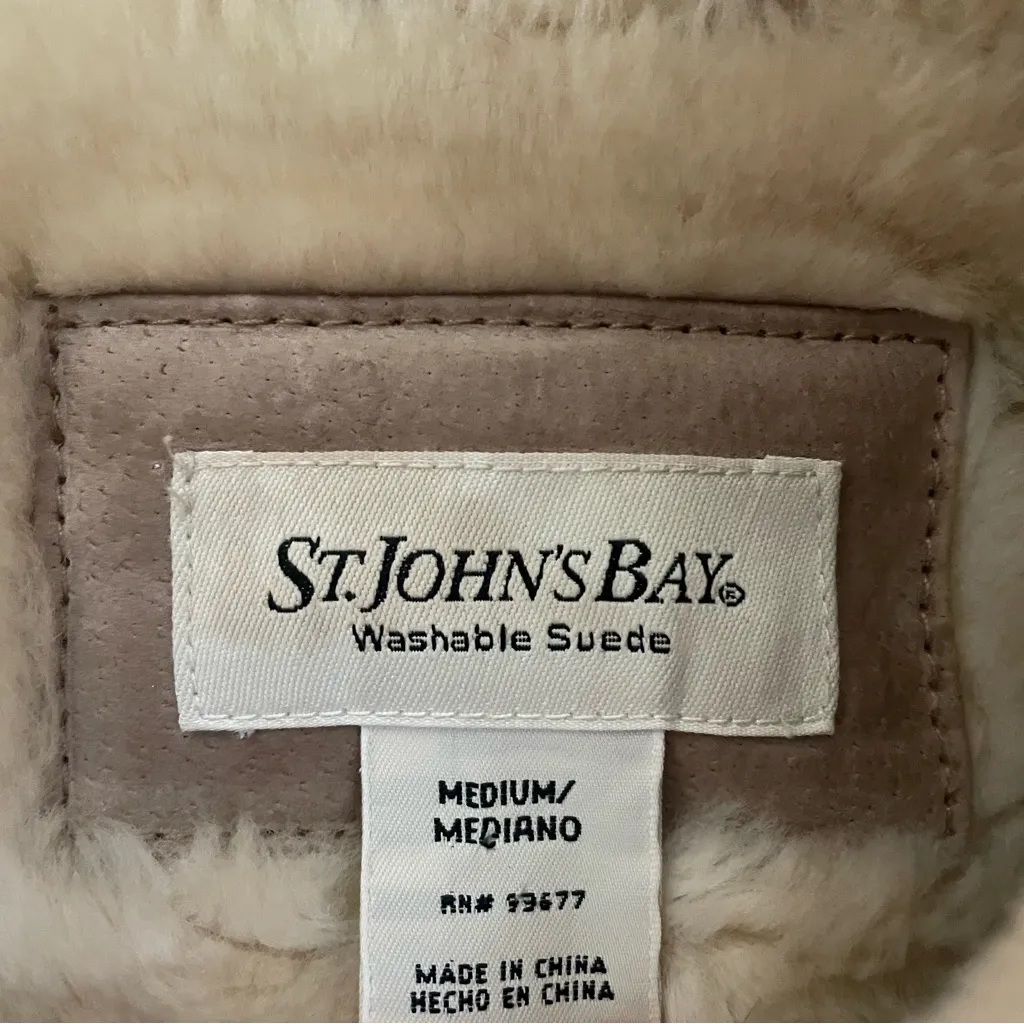 ST. JOHN'S BAY®
Washable Suede
MEDIUM/
MEDIANO
RN# 93677
MADE IN CHINA
HECHO EN CHINA